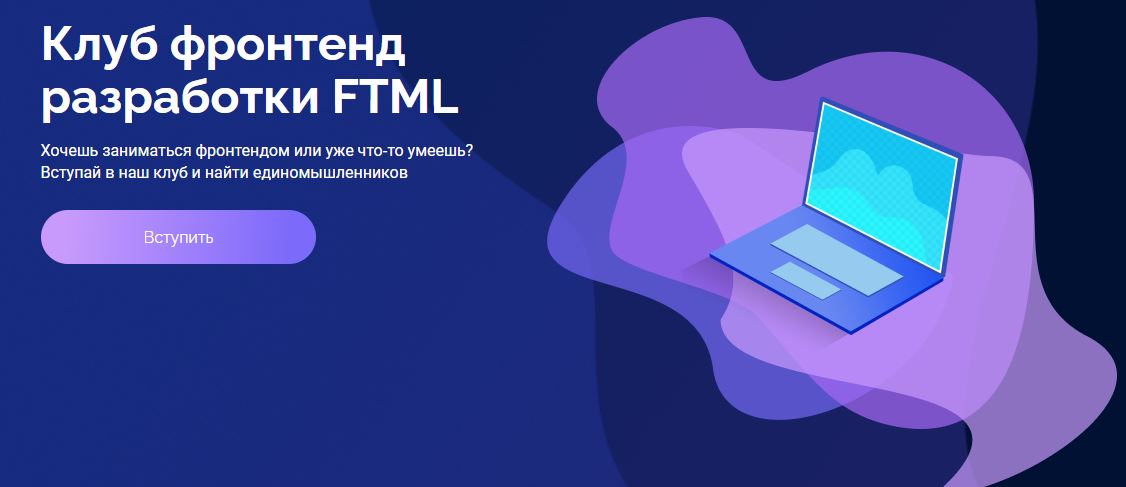 Клуб фронтенд
разработки FTML
Хочешь заниматься фронтендом или уже что-то умеешь?
Вступай в наш клуб и найти единомышленников
Вступить